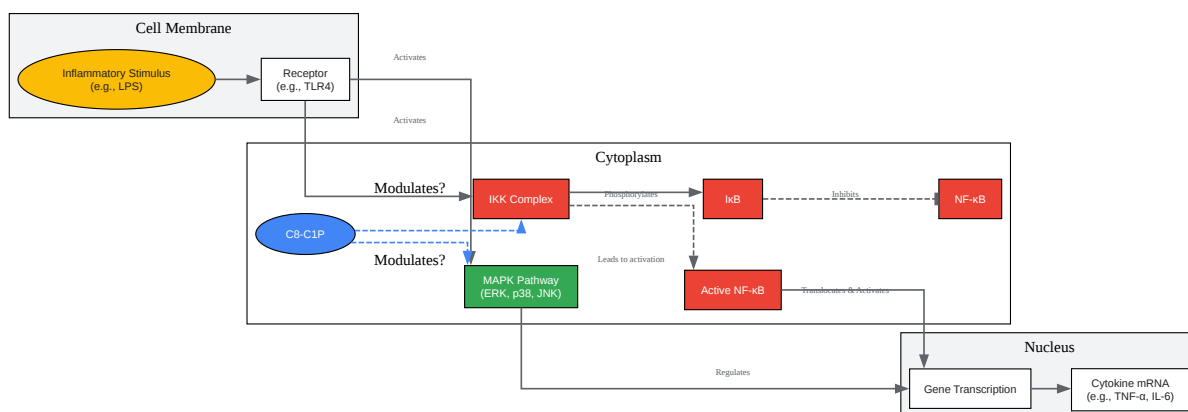 Cell Membrane
Inflammatory Stimulus
(e.g., LPS)
Receptor
(e.g., TLR4)
Activates
Activates
Cytoplasm
Modulates?
IKK Complex
Phosphorylates
IκB
Inhibits
NF-κB
C8-C1P
Modulates?
MAPK Pathway
(ERK, p38, JNK)
Leads to activation
Active NF-κB
Translocates & Activates
Nucleus
Regulates
Gene Transcription
Cytokine mRNA
(e.g., TNF-α, IL-6)